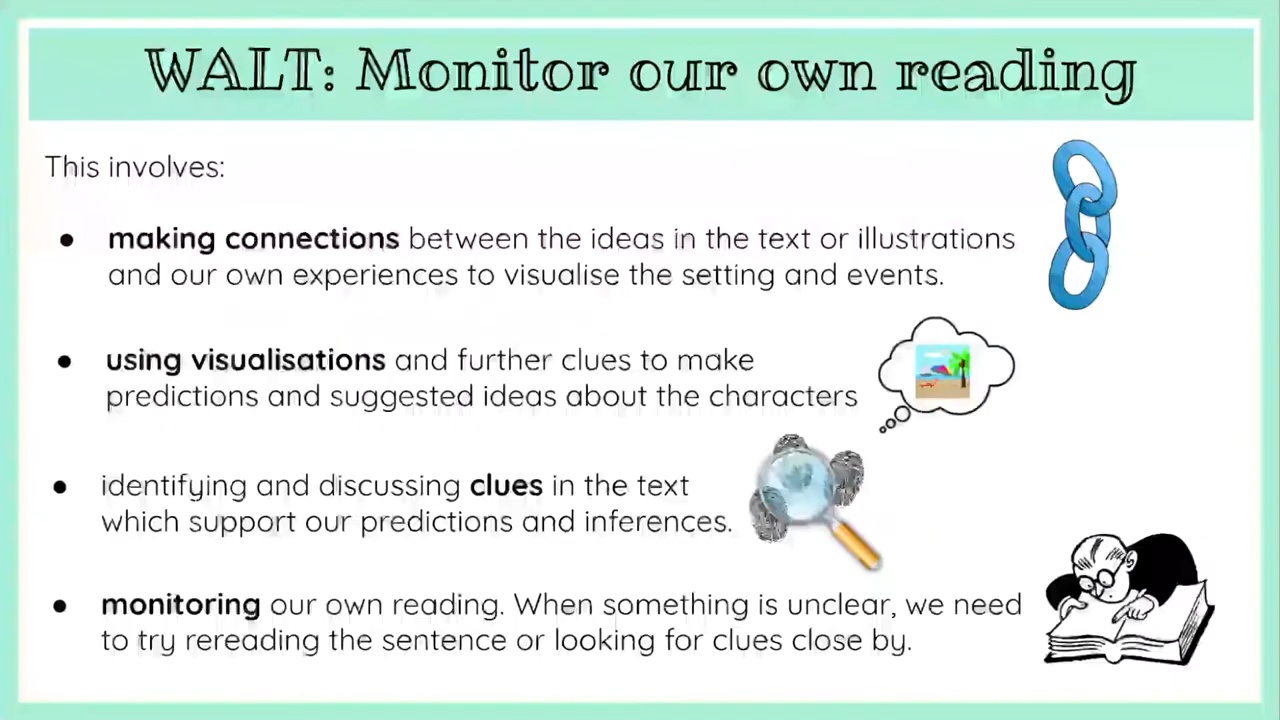 WALT: Monitor our own reading
This involves:
● making connections between the ideas in the text or illustrations
and our own experiences to visualise the setting and events.
● using visualisations and further clues to make
predictions and suggested ideas about the characters
● identifying and discussing clues in the text
which support our predictions and inferences.
● monitoring our own reading. When something is unclear, we need
to try rereading the sentence or looking for clues close by.